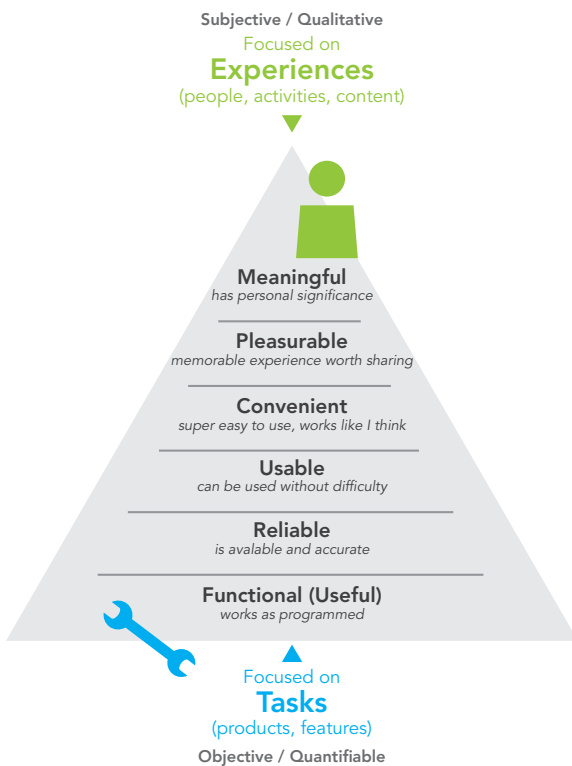 Subjective / Qualitative
Focused on
Experiences
(people, activities, content)
Meaningful
has personal significance
Pleasurable
memorable experience worth sharing
Convenient
super easy to use, works like I think
Usable
can be used without difficulty
Reliable
is avalable and accurate
Functional (Useful)
works as programmed
Focused on
Tasks
(products, features)
Objective / Quantifiable